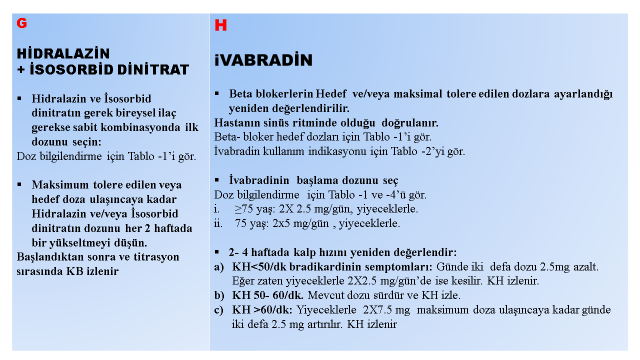 G
HİDRALAZİN
+ İSOSORBİD DİNİTRAT
▪ Hidralazin ve İsosorbid
dinitratın gerek bireysel ilaç
gerekse sabit kombinasyonda ilk
dozunu seçin:
Doz bilgilendirme için Tablo -1'i gör.
▪ Maksimum tolere edilen veya
hedef doza ulaşıncaya kadar
Hidralazin ve/veya İsosorbid
dinitratın dozunu her 2 haftada
bir yükseltmeyi düşün.
Başlandıktan sonra ve titrasyon
sırasında KB izlenir
H
iVABRADİN
▪ Beta blokerlerin Hedef ve/veya maksimal tolere edilen dozlara ayarlandığı
yeniden değerlendirilir.
Hastanın sinüs ritminde olduğu doğrulanır.
Beta- bloker hedef dozları için Tablo -1'i gör.
İvabradin kullanım indikasyonu için Tablo -2'yi gör.
▪ İvabradinin başlama dozunu seç
Doz bilgilendirme için Tablo -1 ve -4'ü gör.
i. ≥75 yaş: 2X 2.5 mg/gün, yiyeceklerle.
ii. 75 yaş: 2x5 mg/gün , yiyeceklerle.
▪ 2- 4 haftada kalp hızını yeniden değerlendir:
a) KH<50/dk bradikardinin semptomları: Günde iki defa dozu 2.5mg azalt.
Eğer zaten yiyeceklerle 2X2.5 mg/gün'de ise kesilir. KH izlenir.
b) KH 50- 60/dk. Mevcut dozu sürdür ve KH izle.
c) KH >60/dk: Yiyeceklerle 2X7.5 mg maksimum doza ulaşıncaya kadar günde
iki defa 2.5 mg artırılır. KH izlenir